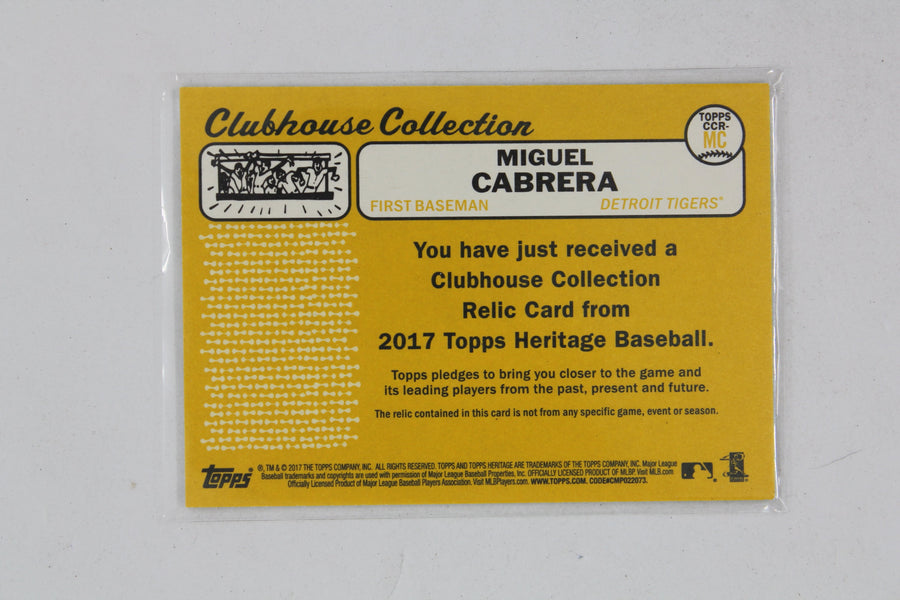 Clubhouse Collection
TOPPS
CCR-
MC
MIGUEL
CABRERA
FIRST BASEMAN
DETROIT TIGERS®
You have just received a
Clubhouse Collection
Relic Card from
2017 Topps Heritage Baseball.
Topps pledges to bring you closer to the game and
its leading players from the past, present and future.
The relic contained in this card is not from any specific game, event or season.
Topps
®, TM & © 2017 THE TOPPS COMPANY, INC. ALL RIGHTS RESERVED. TOPPS AND TOPPS HERITAGE ARE TRADEMARKS OF THE TOPPS COMPANY, INC. Major League
Baseball trademarks and copyrights are used with permission of Major League Baseball Properties, Inc. OFFICIALLY LICENSED PRODUCT OF MLBP. Visit MLB.com
Officially Licensed Product of Major League Baseball Players Association. Visit MLBPlayers.com. WWW.TOPPS.COM. CODE#CMP022073.